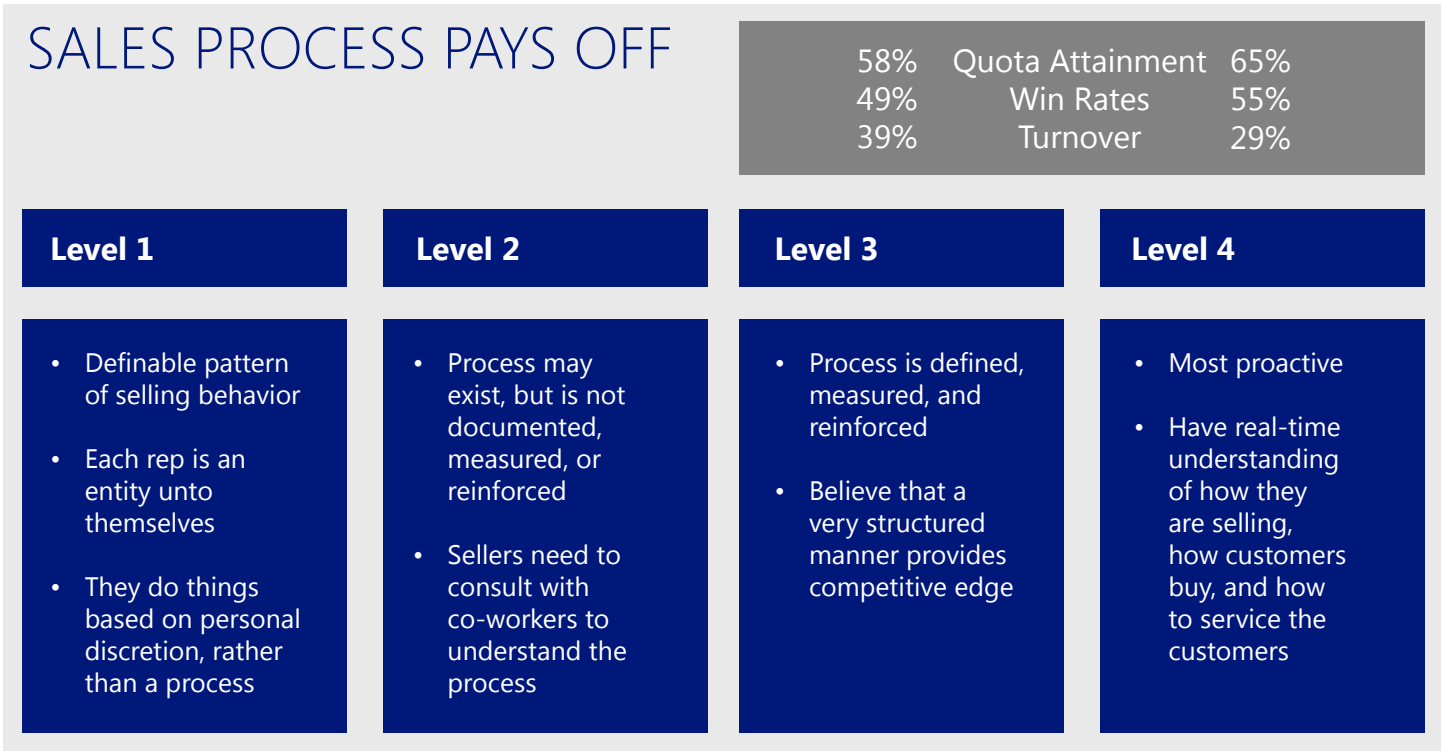 SALES PROCESS PAYS OFF
58% Quota Attainment 65%
49% Win Rates 55%
39% Turnover 29%
Level 1
• Definable pattern
of selling behavior
• Each rep is an
entity unto
themselves
• They do things
based on personal
discretion, rather
than a process
Level 2
• Process may
exist, but is not
documented,
measured, or
reinforced
• Sellers need to
consult with
co-workers to
understand the
process
Level 3
• Process is defined,
measured, and
reinforced
• Believe that a
very structured
manner provides
competitive edge
Level 4
• Most proactive
• Have real-time
understanding
of how they
are selling,
how customers
buy, and how
to service the
customers